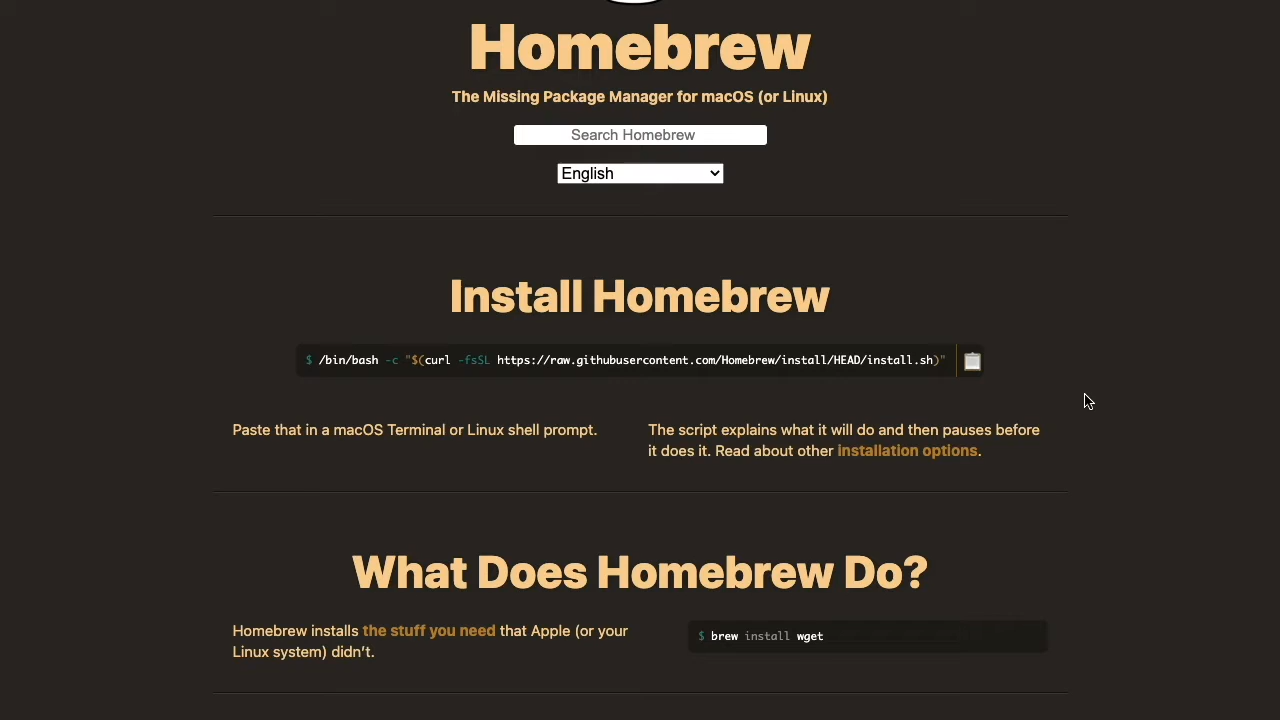 Homebrew
The Missing Package Manager for macOS (or Linux)
Search Homebrew
English
Install Homebrew
$ /bin/bash -c "$(curl -fsSL https://raw.githubusercontent.com/Homebrew/install/HEAD/install.sh)"
Paste that in a macOS Terminal or Linux shell prompt.
The script explains what it will do and then pauses before
it does it. Read about other installation options.
What Does Homebrew Do?
Homebrew installs the stuff you need that Apple (or your
Linux system) didn’t.
$ brew install wget